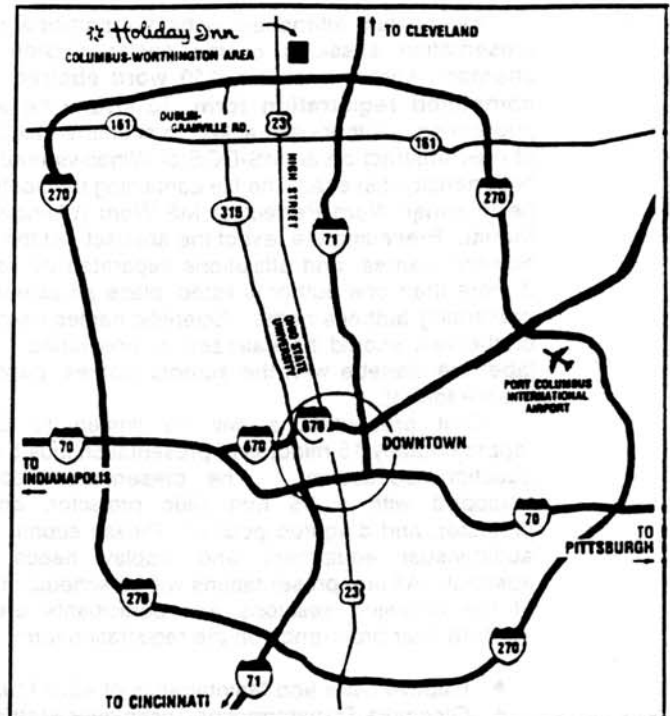 Holiday Inn
COLUMBUS-WORTHINGTON AREA
TO CLEVELAND
161
DUBLIN-
GRANVILLE RD.
23
161
270
315
HIGH STREET
71
270
OHIO STATE
UNIVERSITY
PORT COLUMBUS
INTERNATIONAL
AIRPORT
70
670
670
DOWNTOWN
TO
INDIANAPOLIS
70
TO
PITTSBURGH
270
23
270
71
TO CINCINNATI